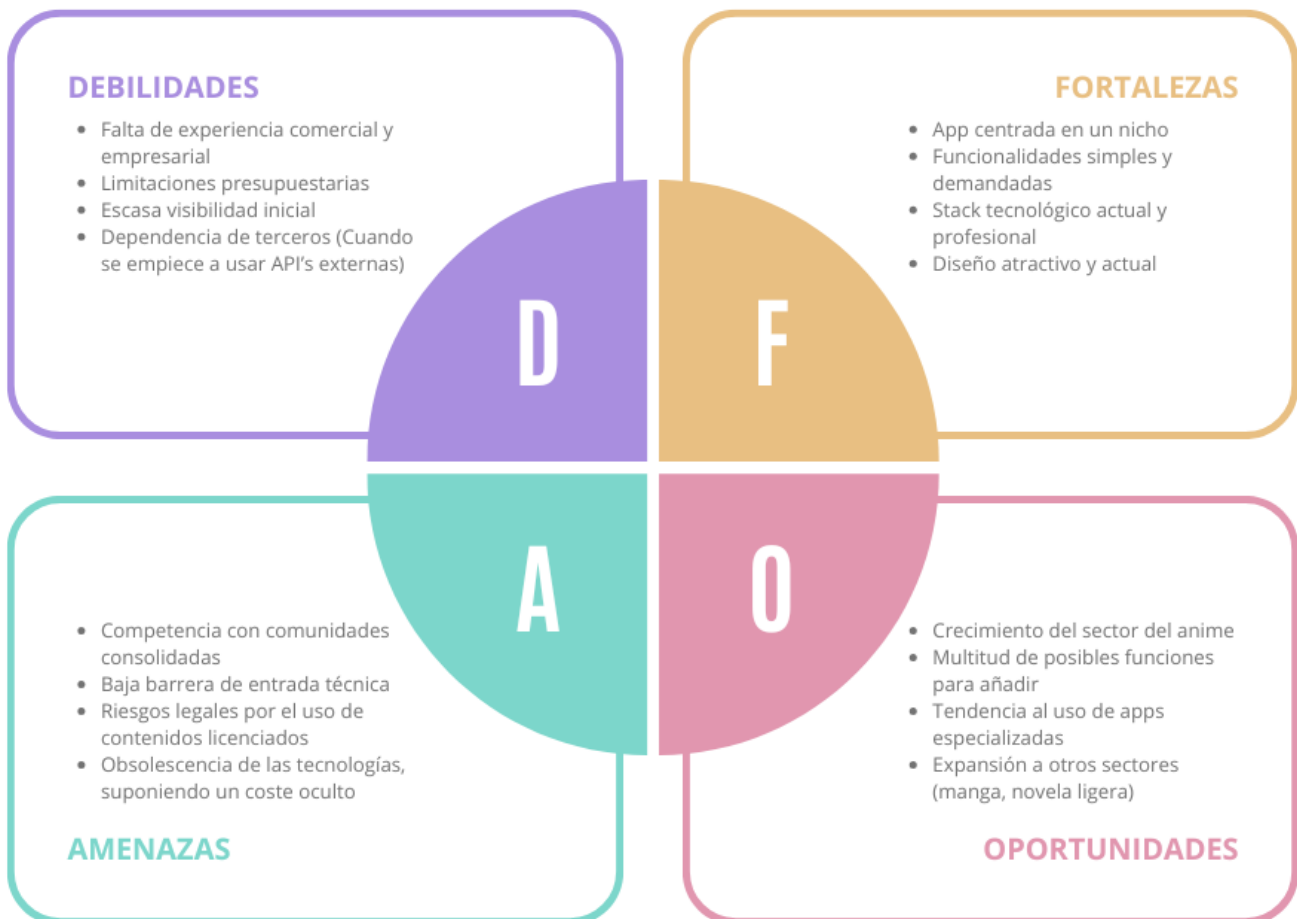 DEBILIDADES
• Falta de experiencia comercial y
empresarial
• Limitaciones presupuestarias
• Escasa visibilidad inicial
• Dependencia de terceros (Cuando
se empiece a usar API's externas)
FORTALEZAS
• App centrada en un nicho
• Funcionalidades simples y
demandadas
• Stack tecnológico actual y
profesional
• Diseño atractivo y actual
D
F
A
O
• Competencia con comunidades
consolidadas
• Baja barrera de entrada técnica
• Riesgos legales por el uso de
contenidos licenciados
• Obsolescencia de las tecnologías,
suponiendo un coste oculto
AMENAZAS
• Crecimiento del sector del anime
• Multitud de posibles funciones
para añadir
• Tendencia al uso de apps
especializadas
• Expansión a otros sectores
(manga, novela ligera)
OPORTUNIDADES